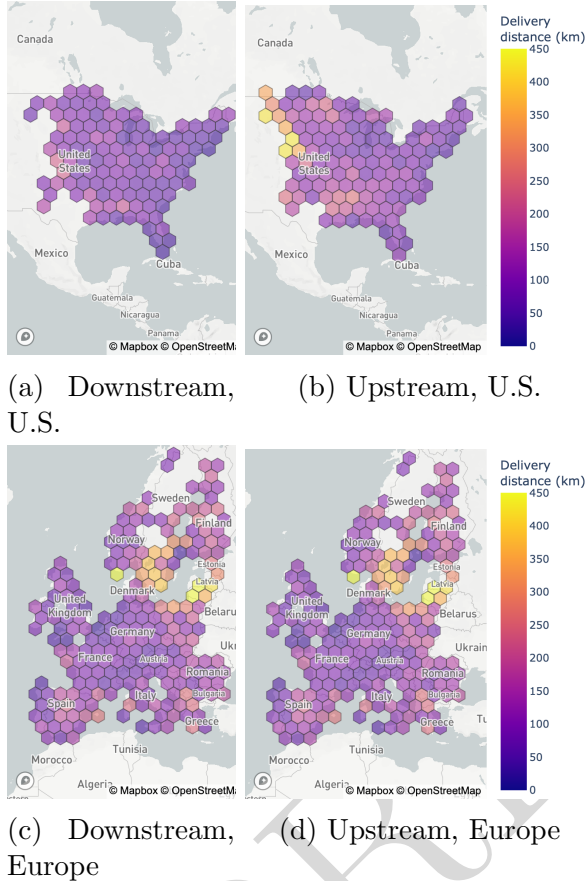 Canada
United
States
Mexico
Cuba
Guatemala
Nicaragua
Panama
© Mapbox © OpenStreetMa
Canada
United
States
Mexico
Cuba
Guatemala
Nicaragua
Panama
© Mapbox © OpenStreetMap
Delivery
distance (km)
450
400
350
300
250
200
150
100
50
0
(a) Downstream,
U.S.
(b) Upstream, U.S.
Sweden
Finland
Norway
Estonia
Latvia
Denmark
Belarus
United
Kingdom
Germany
Ukr
France
Austria
Romania
Italy
Bulgaria
Spain
Greece
Tunisia
Morocco
Algeria
© Mapbox © OpenStreetMa
Sweden
Finland
Norway
Estonia
Latvia
Denmark
Belarus
United
Kingdom
Germany
Ukrain
France
Austria
Romania
Italy
Bulgaria
Spain
Greece
Tu
Tunisia
Morocco
Algeria
© Mapbox © OpenStreetMap
Delivery
distance (km)
450
400
350
300
250
200
150
100
50
0
(c) Downstream,
Europe
(d) Upstream, Europe